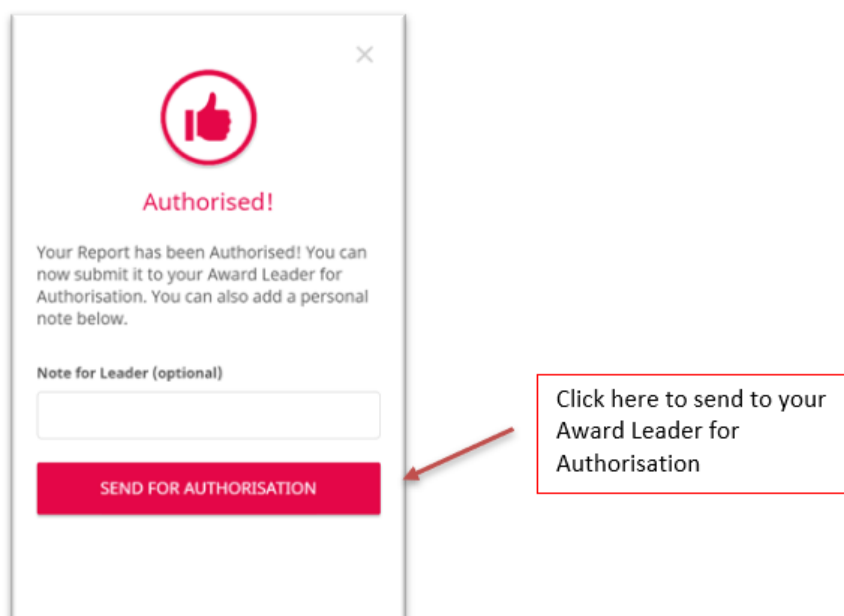 Authorised!
Your Report has been Authorised! You can
now submit it to your Award Leader for
Authorisation. You can also add a personal
note below.
Note for Leader (optional)
SEND FOR AUTHORISATION
Click here to send to your
Award Leader for
Authorisation